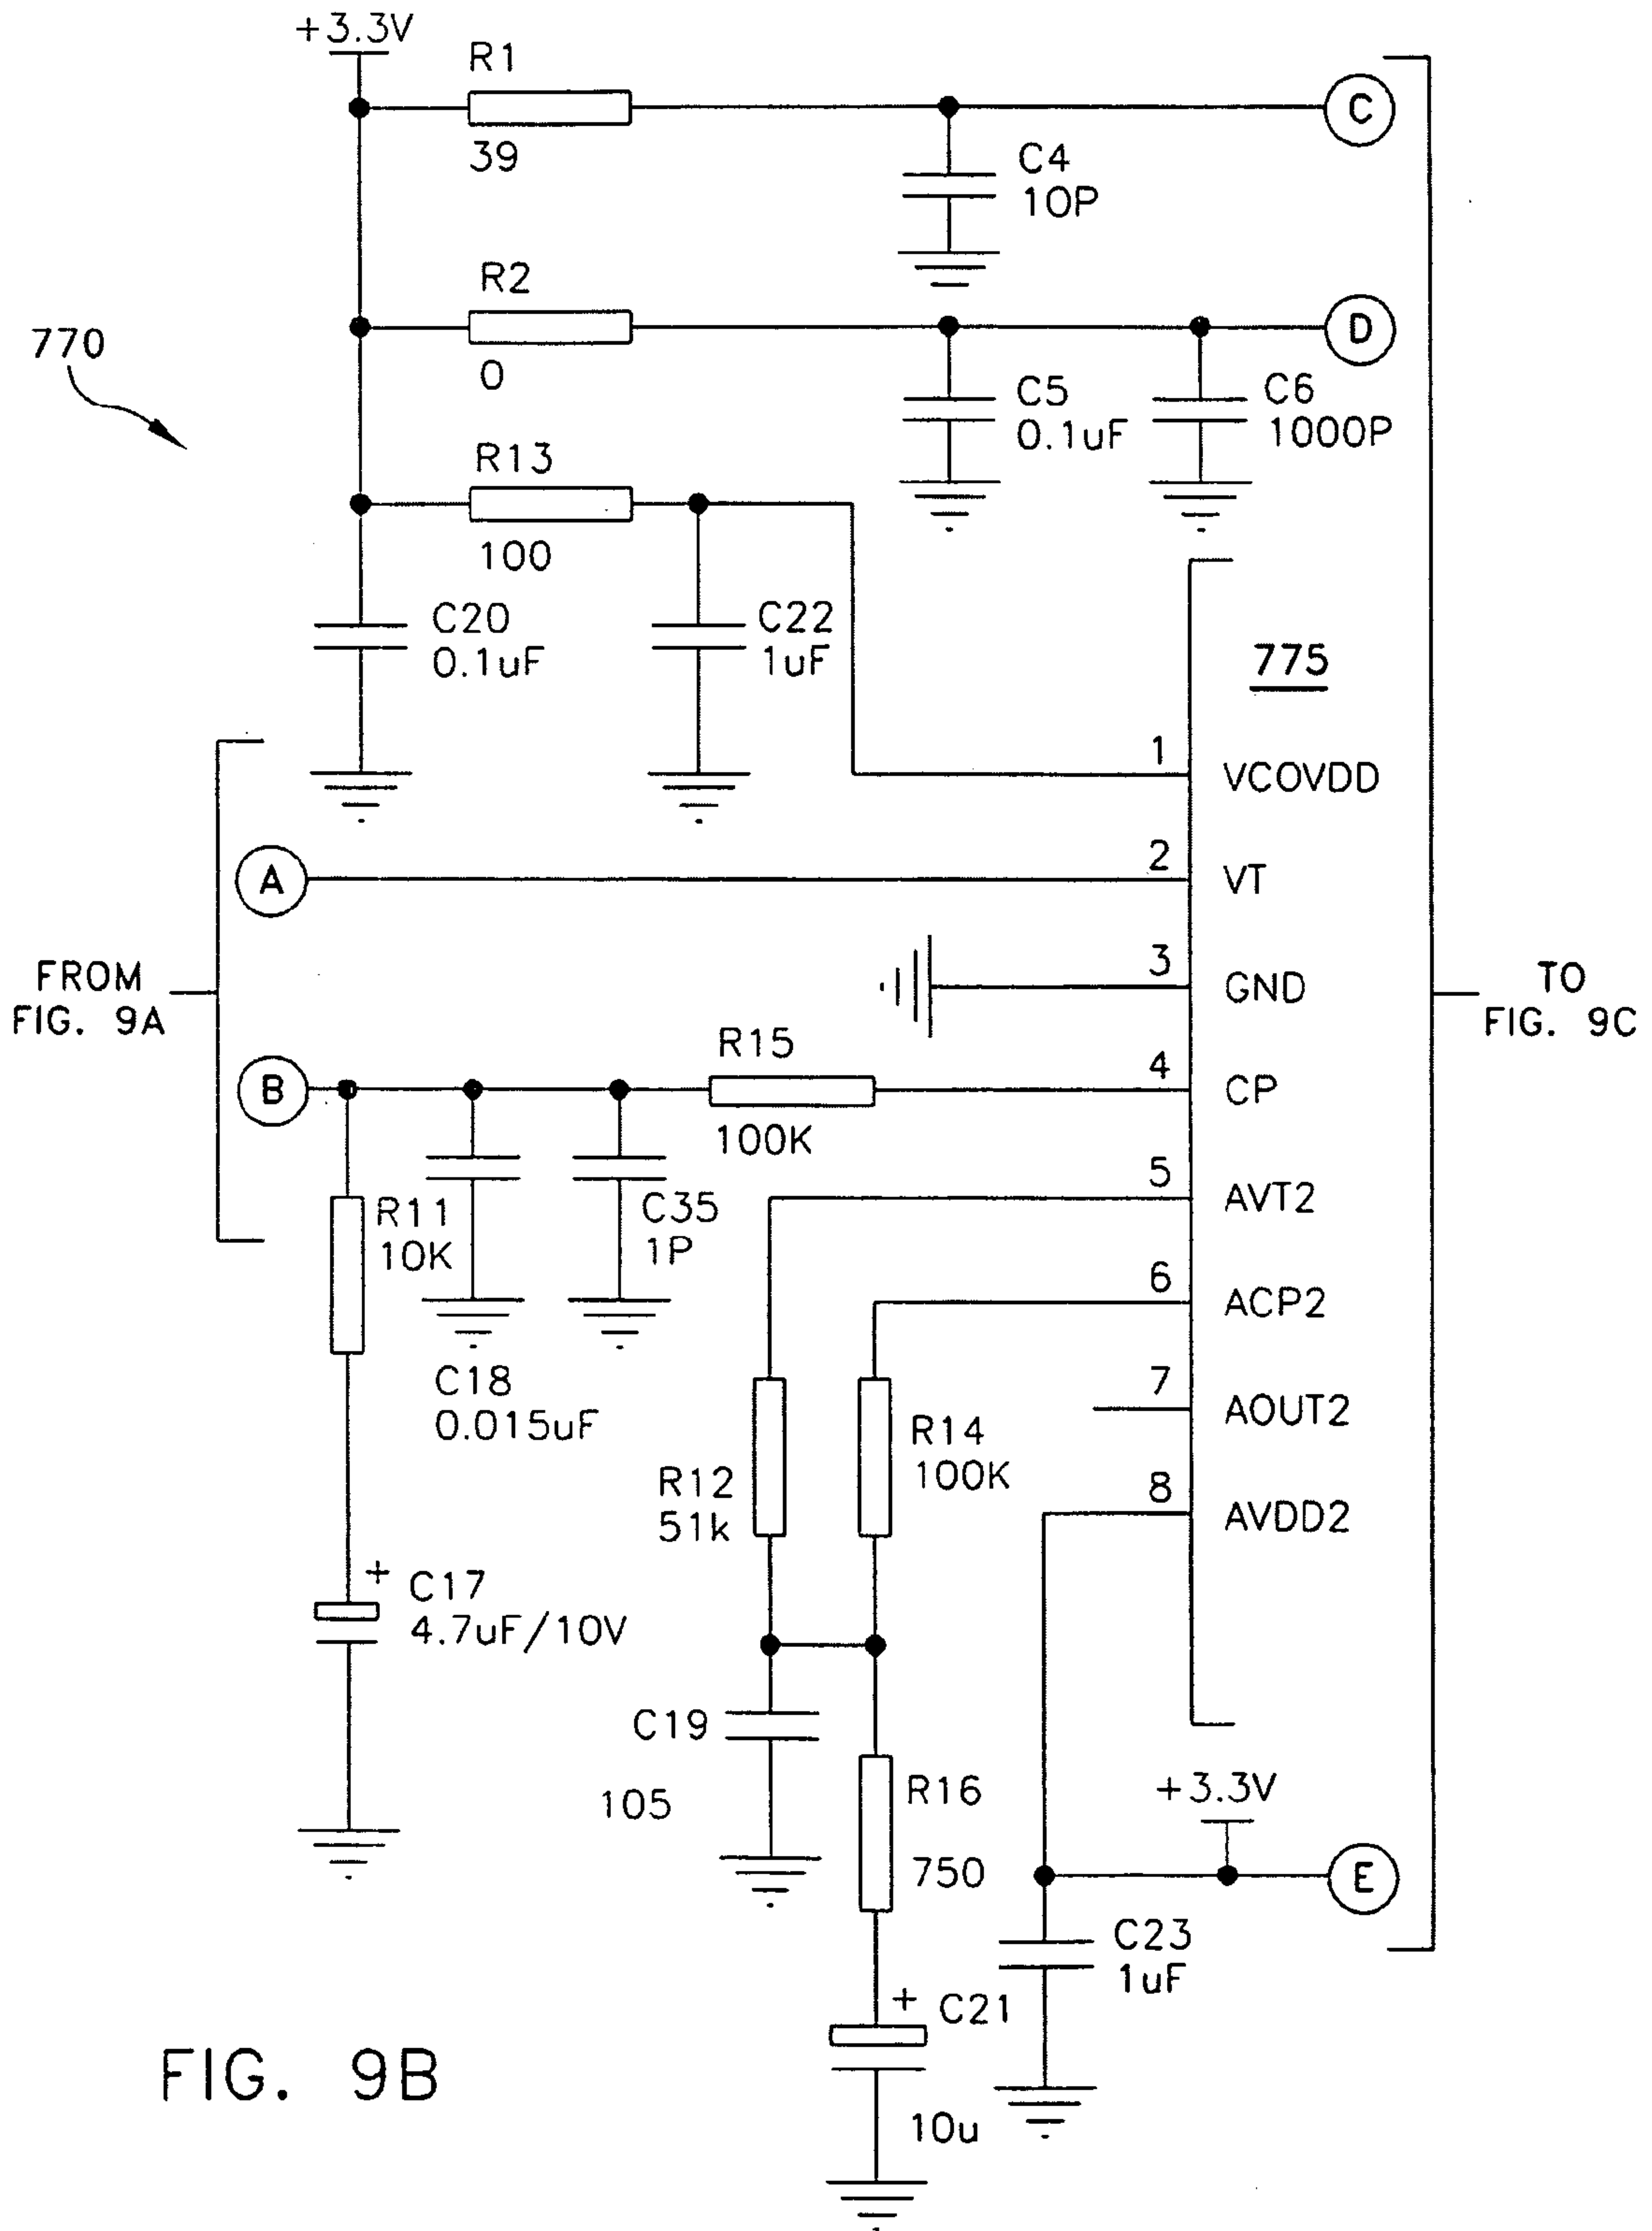 +3.3V
R1
39
C
C4
10P
R2
0
D
770
C5
0.1uF
C6
1000P
R13
100
C20
0.1uF
C22
1uF
775
1
VCOVDD
A
2
VT
FROM
FIG. 9A
3
GND
TO
FIG. 9C
B
R15
100K
4
CP
R11
10K
C35
1P
5
AVT2
6
ACP2
C18
0.015uF
7
AOUT2
R12
51k
R14
100K
8
AVDD2
+
C17
4.7uF/10V
C19
105
R16
750
+3.3V
E
C23
1uF
+
C21
10u
FIG. 9B